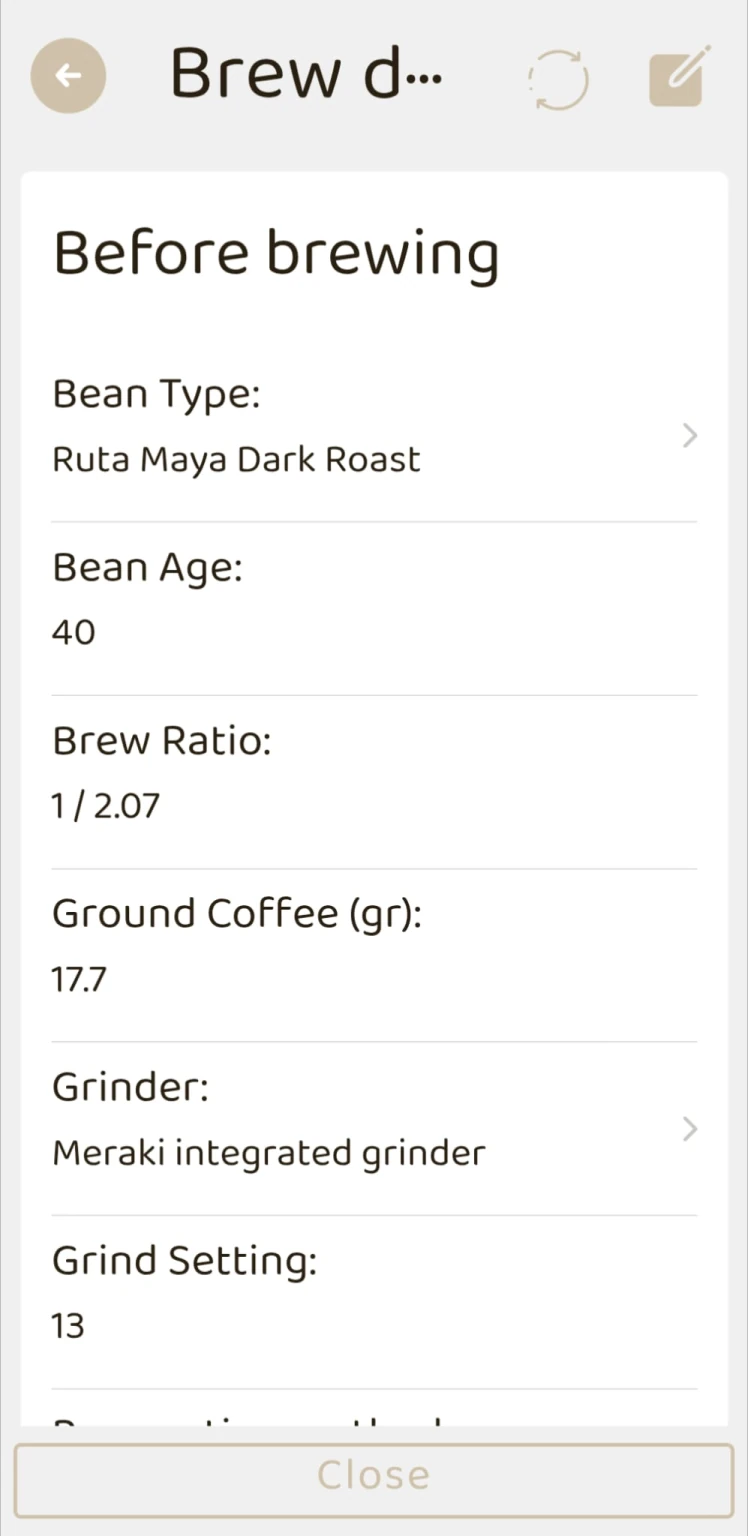 Brew d...
Before brewing
Bean Type:
Ruta Maya Dark Roast
Bean Age:
40
Brew Ratio:
1 / 2.07
Ground Coffee (gr):
17.7
Grinder:
Meraki integrated grinder
Grind Setting:
13
Close